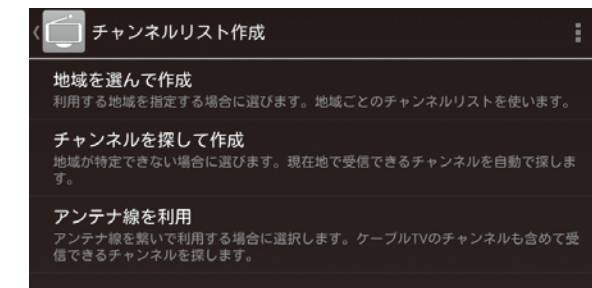 チャンネルリスト作成
地域を選んで作成
利用する地域を指定する場合に選びます。地域ごとのチャンネルリストを使います。
チャンネルを探して作成
地域が特定できない場合に選びます。現在地で受信できるチャンネルを自動で探しま
す。
アンテナ線を利用
アンテナ線を繋いで利用する場合に選択します。ケーブルTVのチャンネルも含めて受
信できるチャンネルを探します。